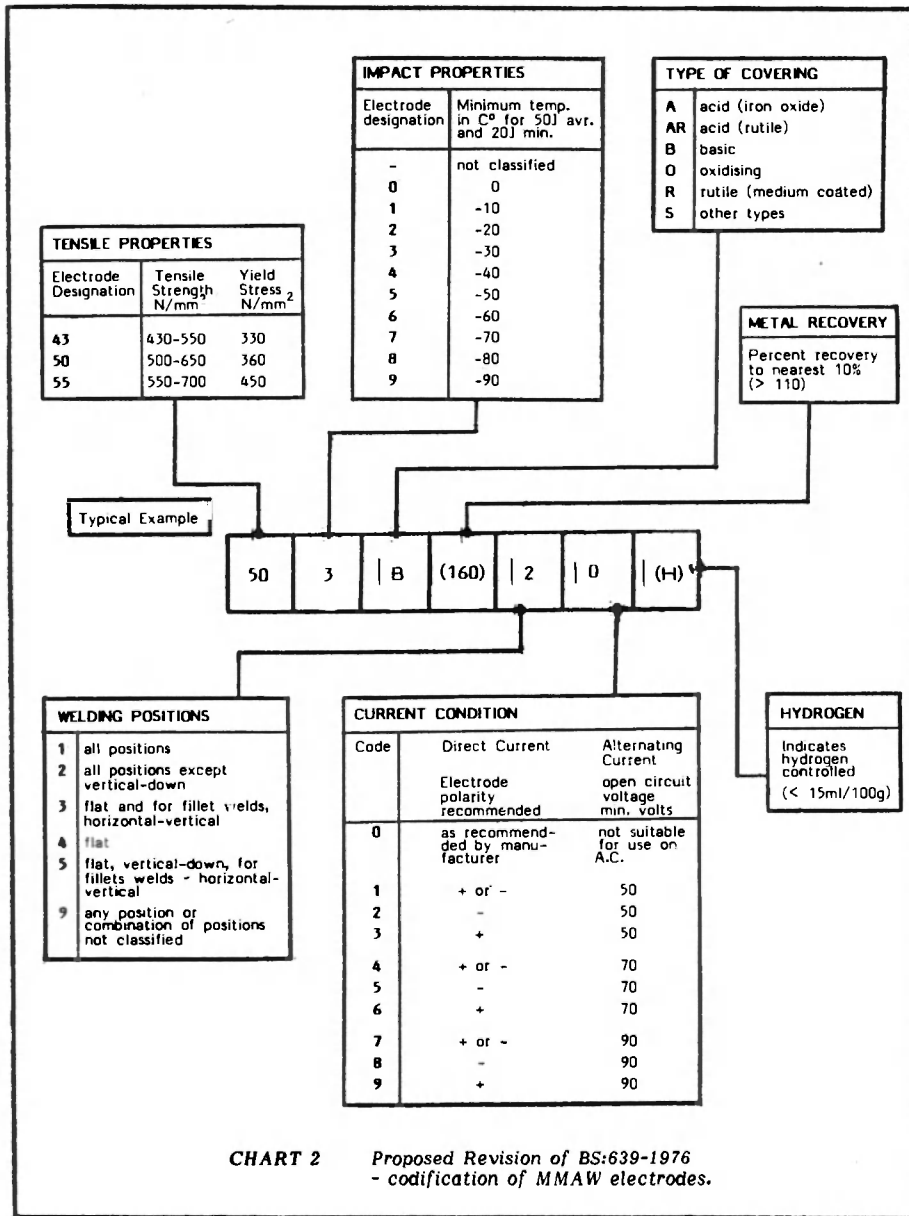 IMPACT PROPERTIES
Electrode designation | Minimum temp. in C° for 50J avr. and 20J min.
- not classified
0 0
1 -10
2 -20
3 -30
4 -40
5 -50
6 -60
7 -70
8 -80
9 -90
TYPE OF COVERING
A acid (iron oxide)
AR acid (rutile)
B basic
O oxidising
R rutile (medium coated)
S other types
TENSILE PROPERTIES
Electrode Designation | Tensile Strength N/mm² | Yield Stress N/mm²
43 430-550 330
50 500-650 360
55 550-700 450
METAL RECOVERY
Percent recovery
to nearest 10%
(> 110)
Typical Example
50 3 B (160) 2 0 (H)
WELDING POSITIONS
1 all positions
2 all positions except
vertical-down
3 flat and for fillet welds,
horizontal-vertical
4 flat
5 flat, vertical-down, for
fillets welds - horizontal-
vertical
9 any position or
combination of positions
not classified
CURRENT CONDITION
Code | Direct Current | Alternating Current
Electrode polarity recommended | open circuit voltage min. volts
0 as recommend-ded by manu-facturer | not suitable for use on A.C.
1 + or - 50
2 - 50
3 + 50
4 + or - 70
5 - 70
6 + 70
7 + or - 90
8 - 90
9 + 90
HYDROGEN
Indicates
hydrogen
controlled
(< 15ml/100g)
CHART 2 Proposed Revision of BS:639-1976
- codification of MMAW electrodes.